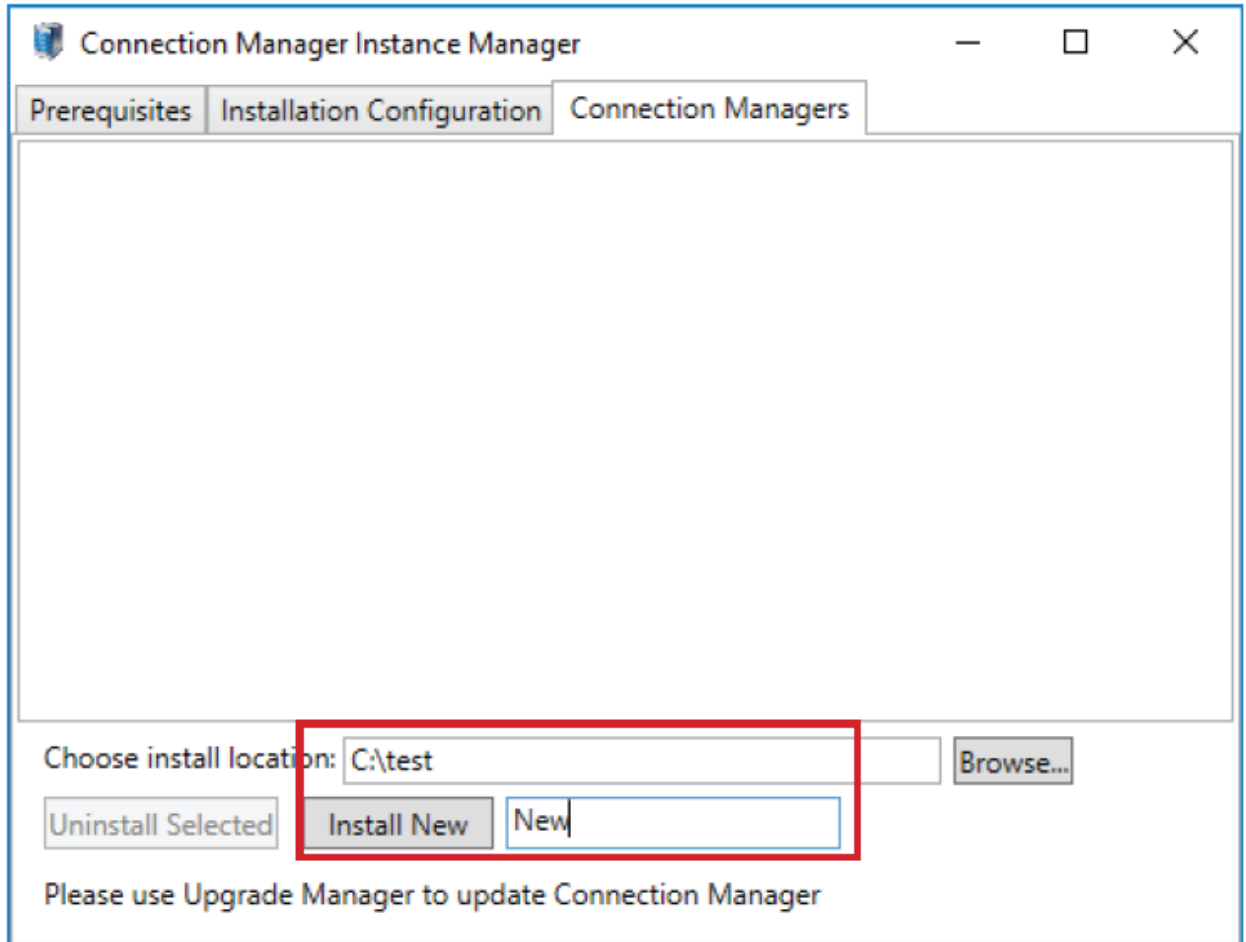 Connection Manager Instance Manager
Prerequisites Installation Configuration Connection Managers
Choose install location: C:\test Browse...
Uninstall Selected Install New New
Please use Upgrade Manager to update Connection Manager